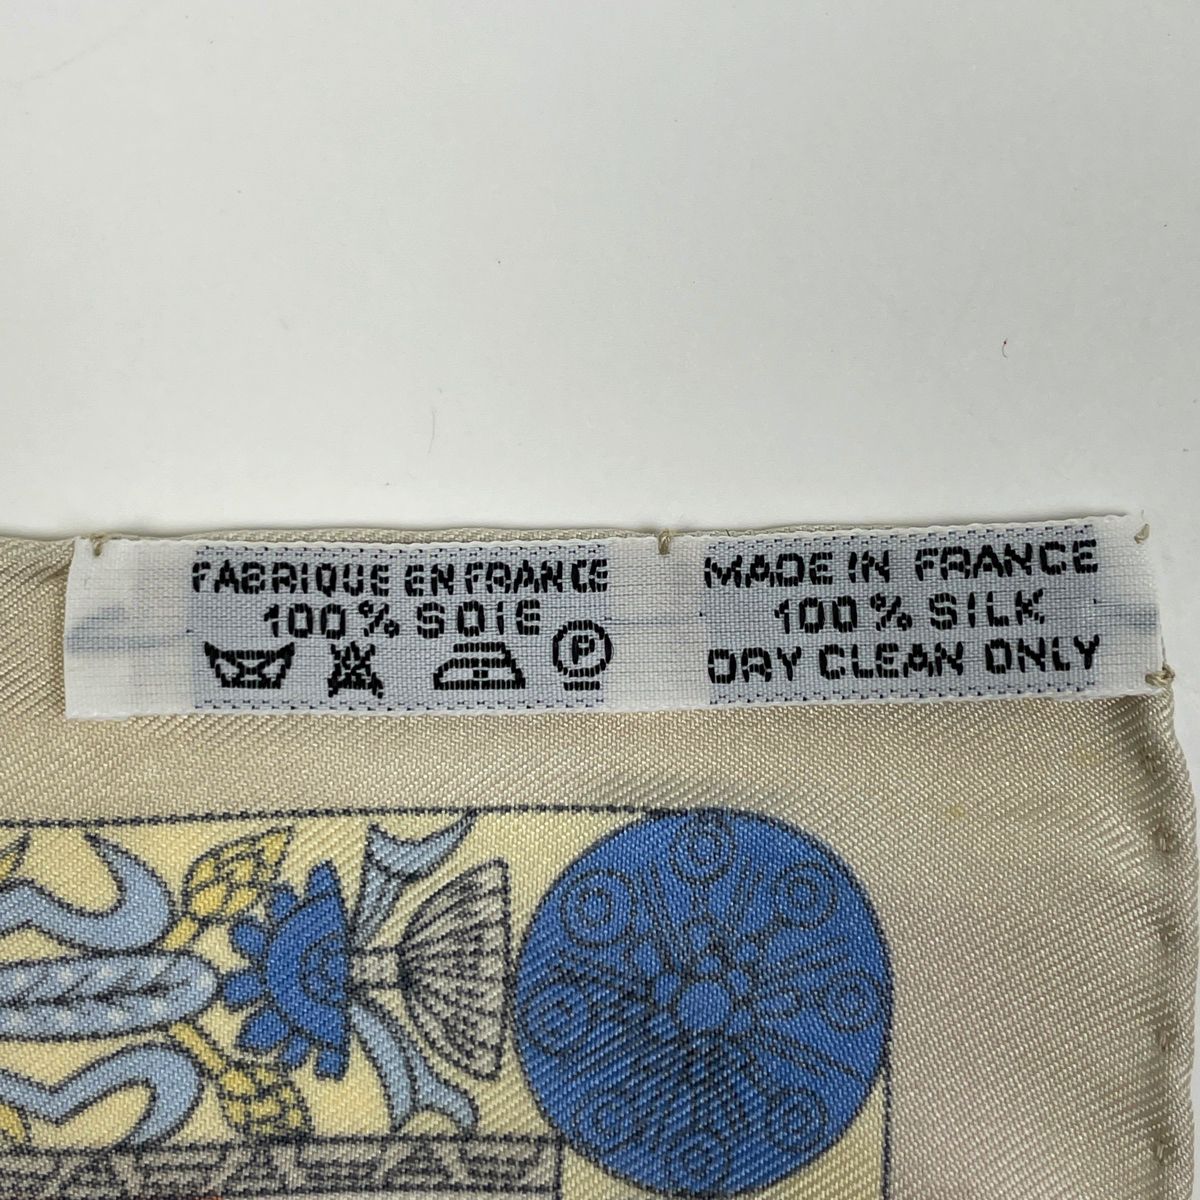 FABRIQUE EN FRANCE
100% SOIE
P
MADE IN FRANCE
100% SILK
DRY CLEAN ONLY